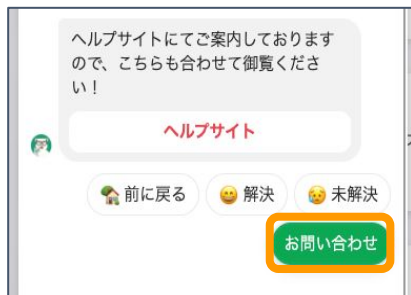 ヘルプサイトにてご案内しております
ので、こちらも合わせて御覧くださ
い！
ヘルプサイト
前に戻る 解決 未解決
お問い合わせ